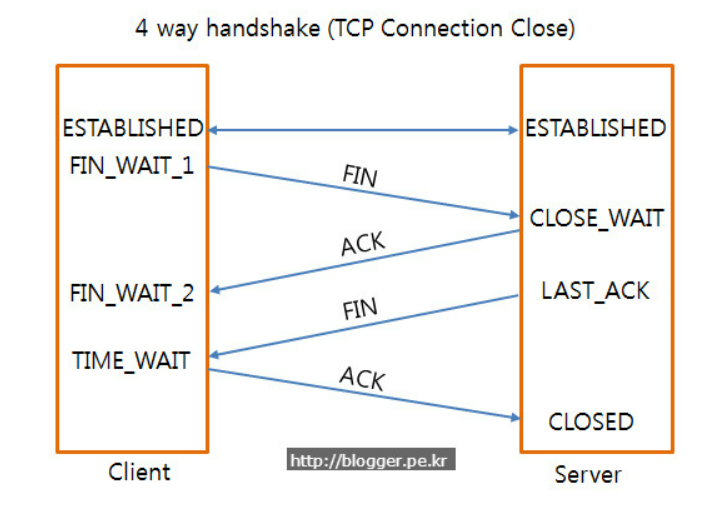 4 way handshake (TCP Connection Close)
ESTABLISHED
ESTABLISHED
FIN_WAIT_1
FIN
CLOSE_WAIT
ACK
FIN_WAIT_2
LAST_ACK
FIN
TIME_WAIT
ACK
CLOSED
http://blogger.pe.kr
Client
Server